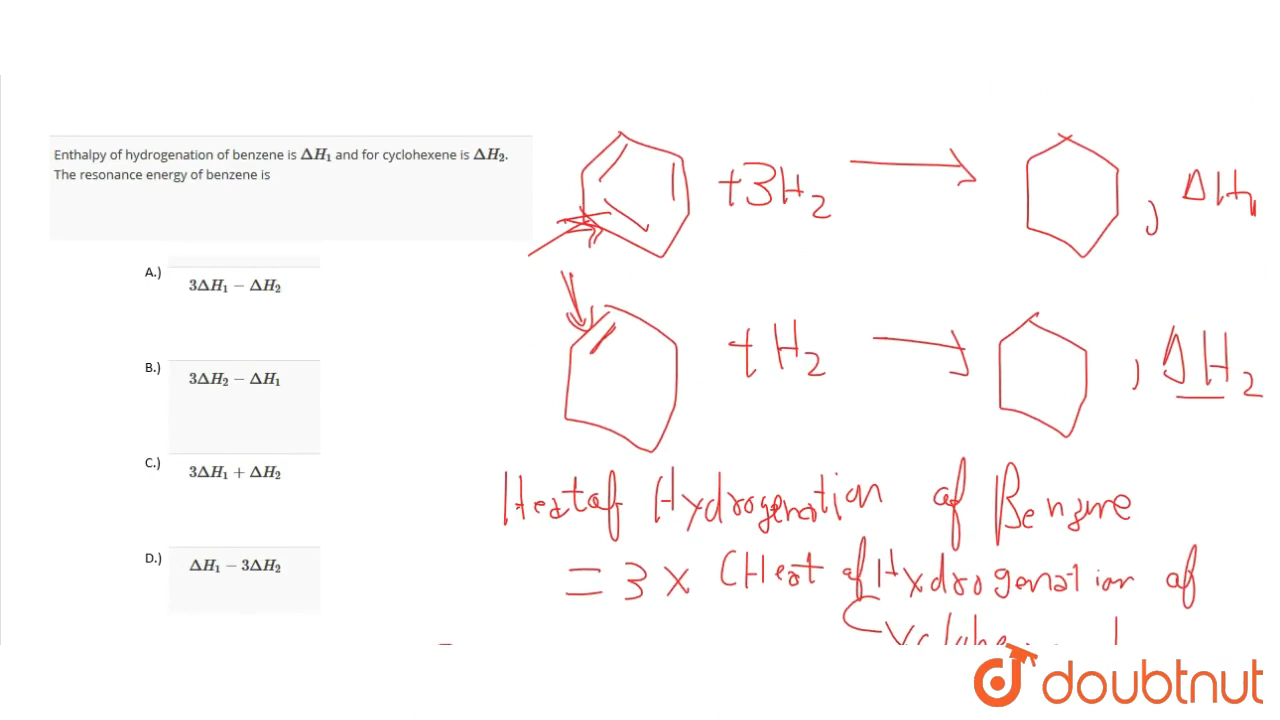 Enthalpy of hydrogenation of benzene is ΔH₁ and for cyclohexene is ΔH₂.
The resonance energy of benzene is
A.) 3ΔH₁ − ΔH₂
B.) 3ΔH₂ − ΔH₁
C.) 3ΔH₁ + ΔH₂
D.) ΔH₁ − 3ΔH₂
+3H₂ , ΔH₁
+H₂ , ΔH₂
Heat of Hydrogenation of Benzene
= 3 × (Heat of Hydrogenation of
doubtnut